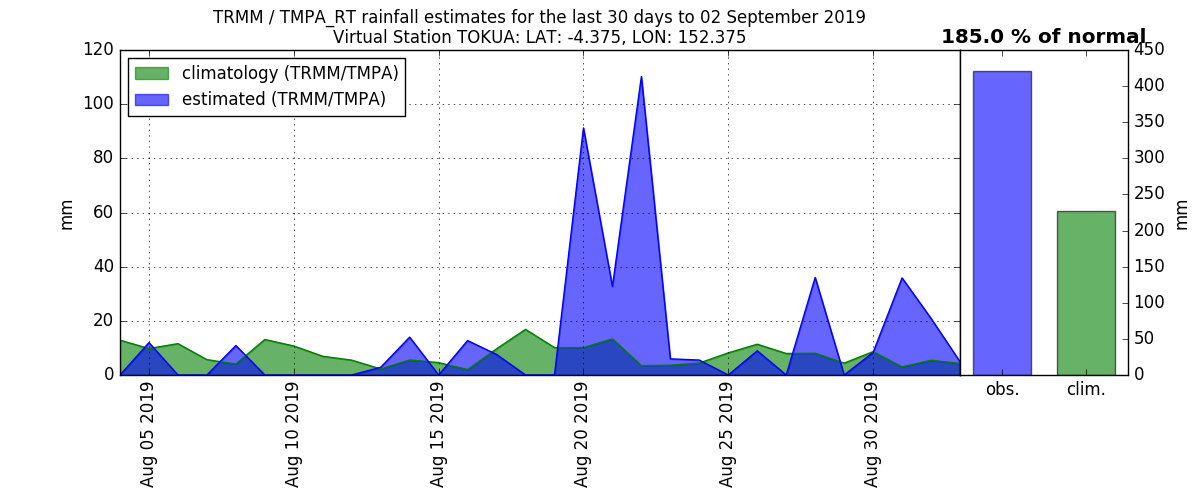 TRMM / TMPA_RT rainfall estimates for the last 30 days to 02 September 2019
Virtual Station TOKUA: LAT: -4.375, LON: 152.375
185.0 % of normal
climatology (TRMM/TMPA)
estimated (TRMM/TMPA)
mm
120
100
80
60
40
20
0
Aug 05 2019
Aug 10 2019
Aug 15 2019
Aug 20 2019
Aug 25 2019
Aug 30 2019
obs.
clim.
450
400
350
300
250
200
150
100
50
0
mm